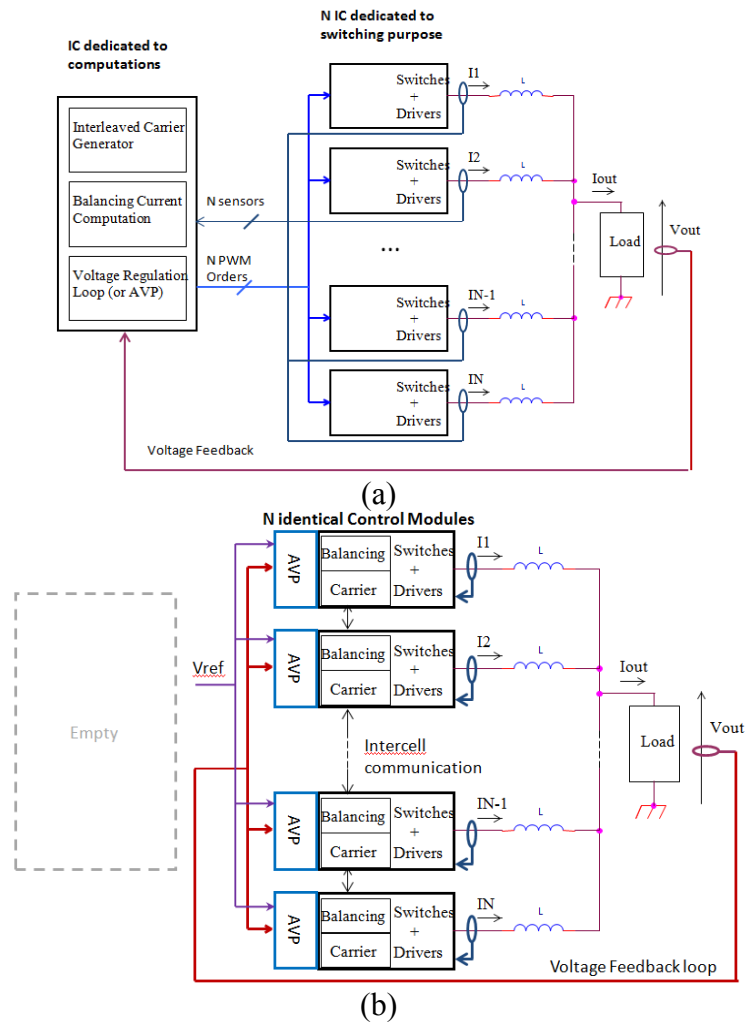 N IC dedicated to
switching purpose
IC dedicated to
computations
Interleaved Carrier
Generator
Balancing Current
Computation
Voltage Regulation
Loop (or AVP)
N sensors
N PWM
Orders
Switches
+
Drivers
I1
L
Switches
+
Drivers
I2
L
...
Switches
+
Drivers
IN-1
L
Switches
+
Drivers
IN
L
Iout
Load
Vout
Voltage Feedback
(a)
N identical Control Modules
AVP
Balancing
Carrier
Switches
+
Drivers
I1
L
AVP
Balancing
Carrier
Switches
+
Drivers
I2
L
Vref
Empty
Intercell
communication
Iout
Load
Vout
AVP
Balancing
Carrier
Switches
+
Drivers
IN-1
L
AVP
Balancing
Carrier
Switches
+
Drivers
IN
L
Voltage Feedback loop
(b)